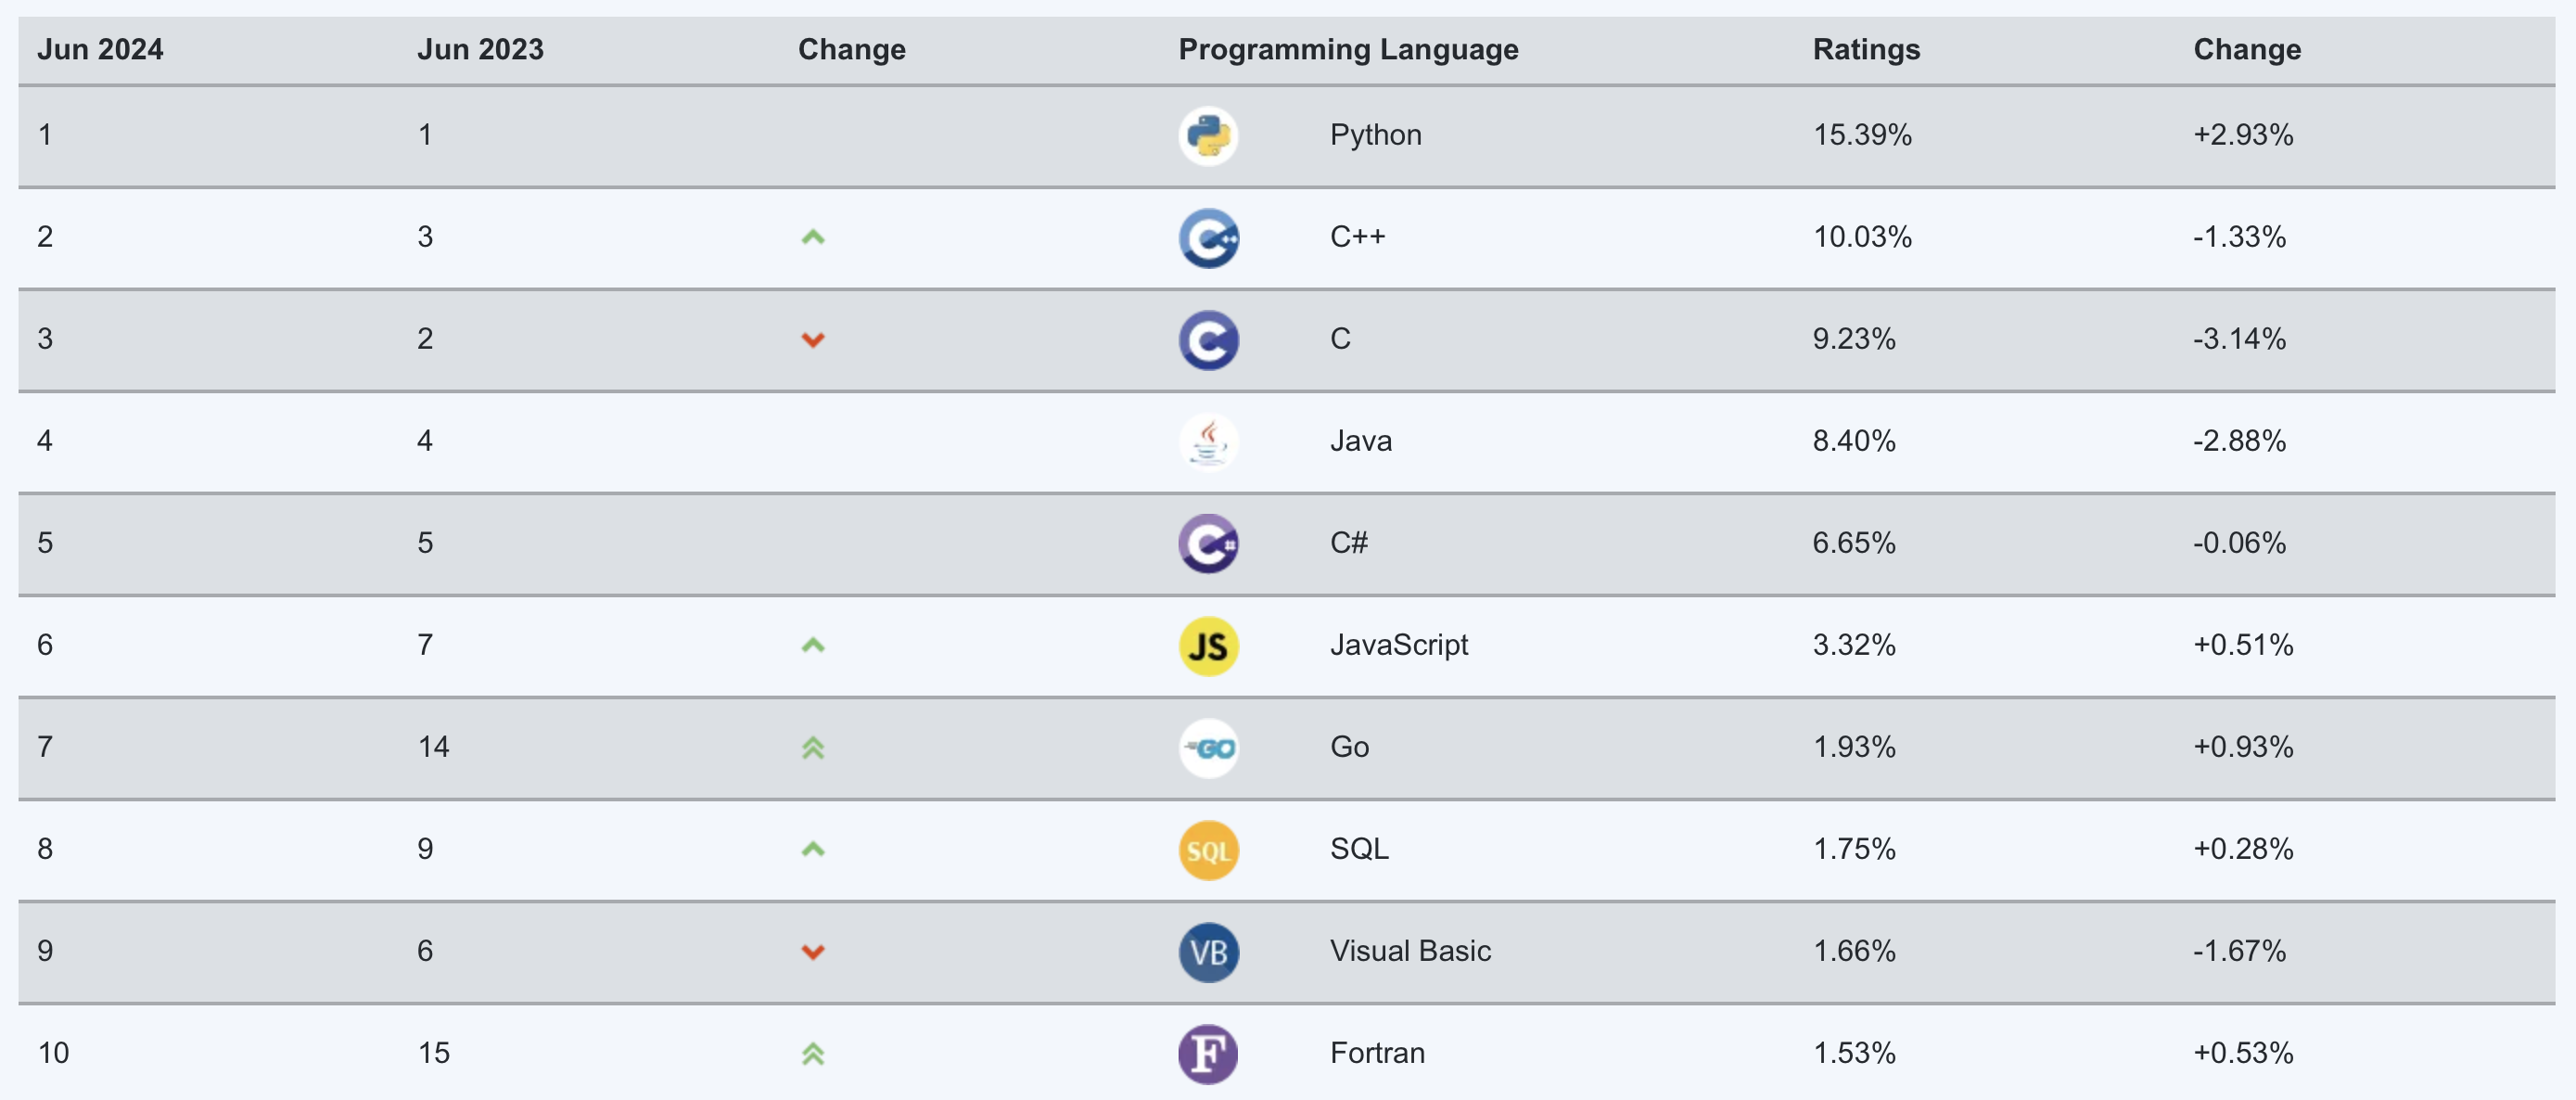 Jun 2024 Jun 2023 Change Programming Language Ratings Change
1 1 Python 15.39% +2.93%
2 3 C++ C++ 10.03% -1.33%
3 2 C C 9.23% -3.14%
4 4 Java 8.40% -2.88%
5 5 C# C# 6.65% -0.06%
6 7 JS JavaScript 3.32% +0.51%
7 14 GO Go 1.93% +0.93%
8 9 SQL SQL 1.75% +0.28%
9 6 VB Visual Basic 1.66% -1.67%
10 15 F Fortran 1.53% +0.53%